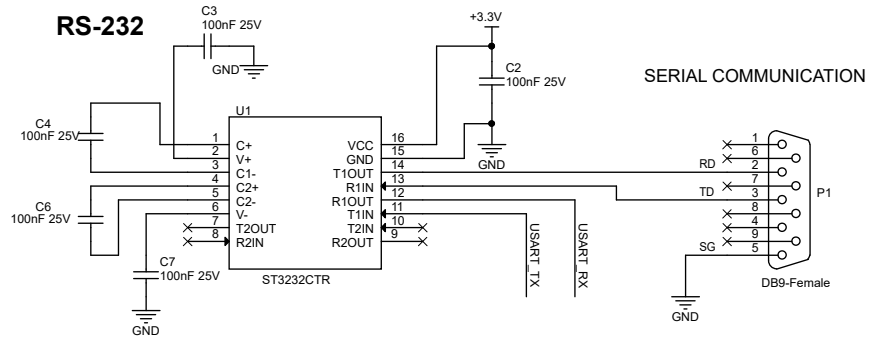 RS-232
C3
100nF 25V
GND
+3.3V
C2
100nF 25V
GND
SERIAL COMMUNICATION
C4
100nF 25V
C6
100nF 25V
C7
100nF 25V
GND
U1
1 C+
2 V+
3 C1-
4 C2+
5 C2-
6 V-
7 T2OUT
8 R2IN
VCC 16
GND 15
T1OUT 14
R1IN 13
R1OUT 12
T1IN 11
T2IN 10
R2OUT 9
ST3232CTR
USART_TX
USART_RX
RD
TD
SG
GND
1
6
2
7
3
8
4
9
5
P1
DB9-Female